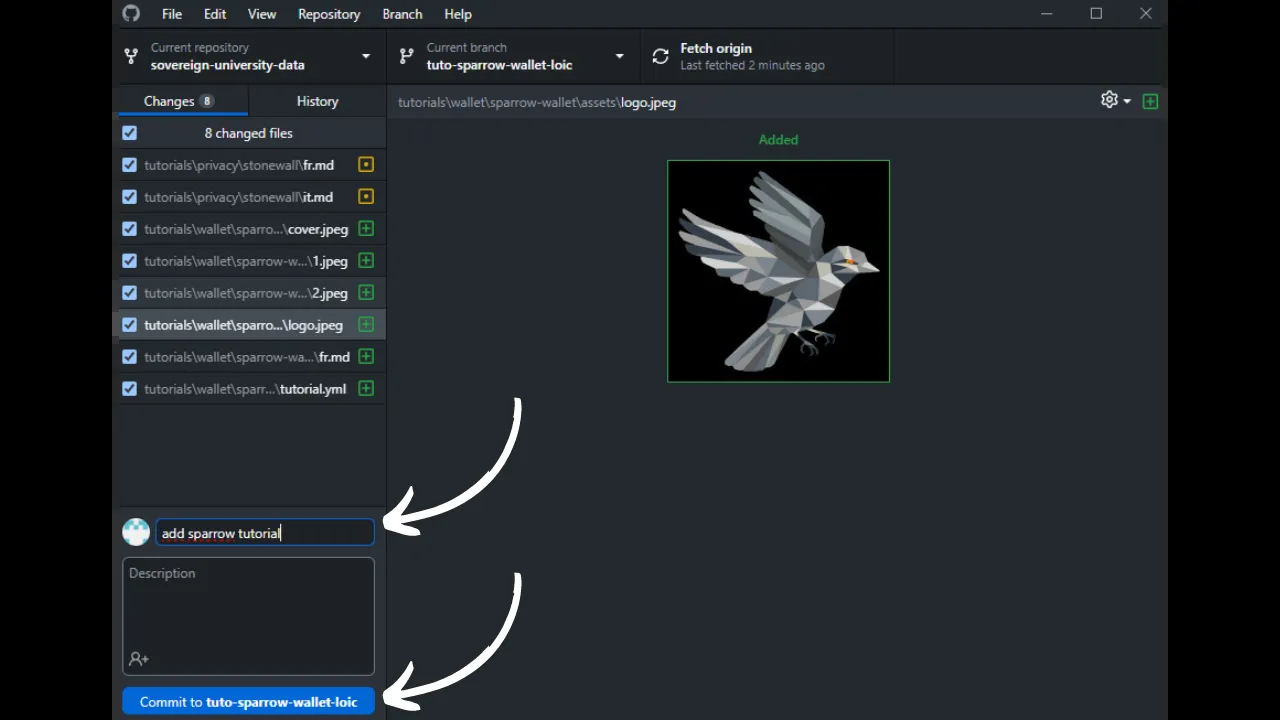 File Edit View Repository Branch Help
Current repository
sovereign-university-data
Current branch
tuto-sparrow-wallet-loic
Fetch origin
Last fetched 2 minutes ago
Changes 8 History
tutorials\wallet\sparrow-wallet\assets\logo.jpeg
8 changed files
tutorials\privacy\stonewall\fr.md
tutorials\privacy\stonewall\it.md
tutorials\wallet\sparro...\cover.jpeg
tutorials\wallet\sparrow-w...\1.jpeg
tutorials\wallet\sparrow-w...\2.jpeg
tutorials\wallet\sparro...\logo.jpeg
tutorials\wallet\sparrow-wa...\fr.md
tutorials\wallet\sparr...\tutorial.yml
Added
add sparrow tutorial
Description
Commit to tuto-sparrow-wallet-loic